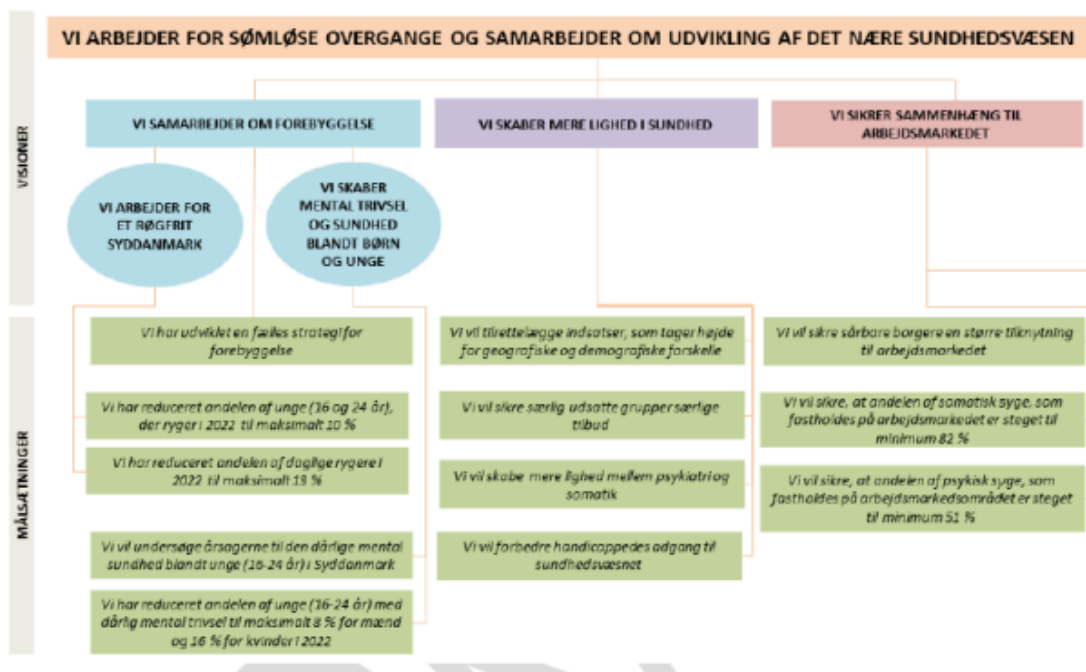 VI ARBEJDER FOR SØMLØSE OVERGANGE OG SAMARBEJDER OM UDVIKLING AF DET NÆRE SUNDHEDSVÆSEN
VISIONER
VI SAMARBEJDER OM FOREBYGGELSE
VI SKABER MERE LIGHED I SUNDHED
VI SIKRER SAMMENHÆNG TIL
ARBEJDSMARKEDET
VI ARBEJDER FOR
ET RØGFRIT
SYDDANMARK
VI SKABER
MENTAL TRIVSEL
OG SUNDHED
BLANDT BØRN
OG UNGE
MÅLSÆTNINGER
Vi har udviklet en fælles strategi for
forebyggelse
Vi har reduceret andelen af unge (16 og 24 år),
der ryger i 2022 til maksimalt 10 %
Vi har reduceret andelen af daglige rygere i
2022 til maksimalt 13 %
Vi vil undersøge årsagerne til den dårlige mental
sundhed blandt unge (16-24 år) i Syddanmark
Vi har reduceret andelen af unge (16-24 år) med
dårlig mental trivsel til maksimalt 8 % for mænd
og 16 % for kvinder i 2022
Vi vil tilrettelægge indsatser, som tager højde
for geografiske og demografiske forskelle
Vi vil sikre særlig udsatte grupper særlige
tilbud
Vi vil skabe mere lighed mellem psykiatri og
somatik
Vi vil forbedre handicappedes adgang til
sundhedsvæsnet
Vi vil sikre sårbare borgere en større tilknytning
til arbejdsmarkedet
Vi vil sikre, at andelen af somatisk syge, som
fastholdes på arbejdsmarkedet er steget til
minimum 82 %
Vi vil sikre, at andelen af psykisk syge, som
fastholdes på arbejdsmarkedsområdet er steget
til minimum 51 %